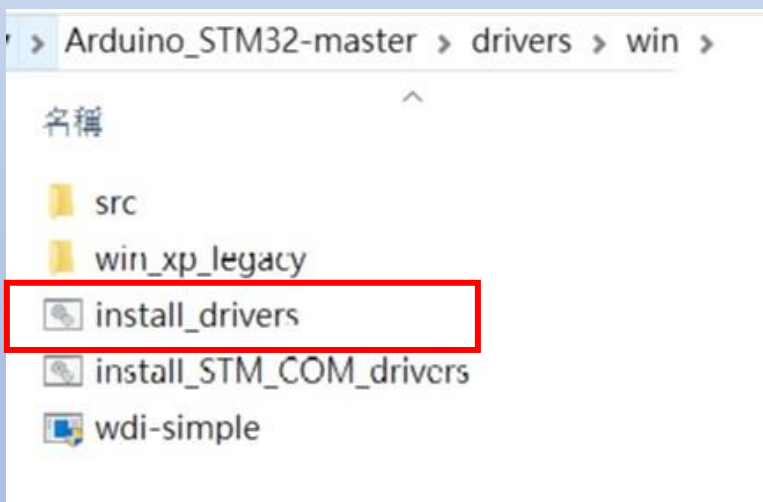 > Arduino_STM32-master > drivers > win >
名稱
src
win_xp_legacy
install_drivers
install_STM_COM_drivers
wdi-simple